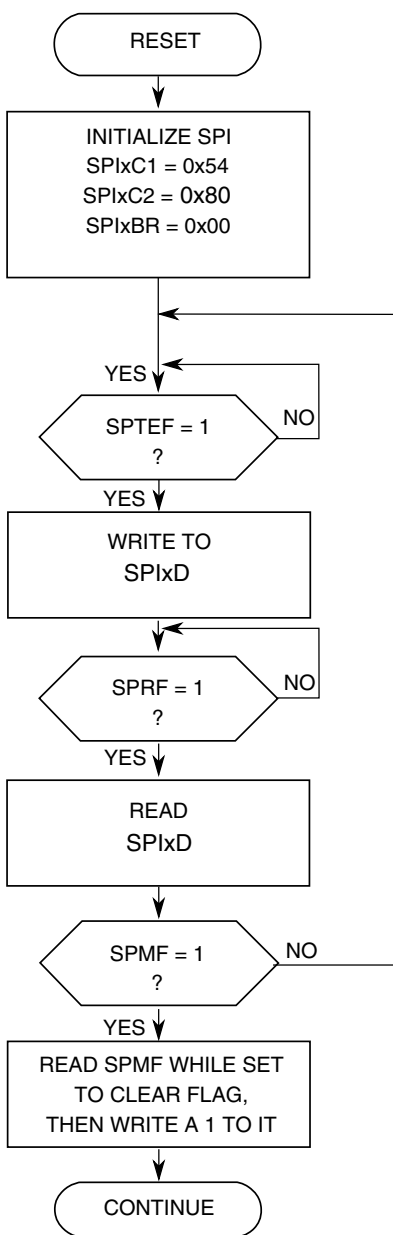 RESET
INITIALIZE SPI
SPIxC1 = 0x54
SPIxC2 = 0x80
SPIxBR = 0x00
YES
SPTEF = 1
?
NO
YES
WRITE TO
SPIxD
SPRF = 1
?
NO
YES
READ
SPIxD
SPMF = 1
?
NO
YES
READ SPMF WHILE SET
TO CLEAR FLAG,
THEN WRITE A 1 TO IT
CONTINUE